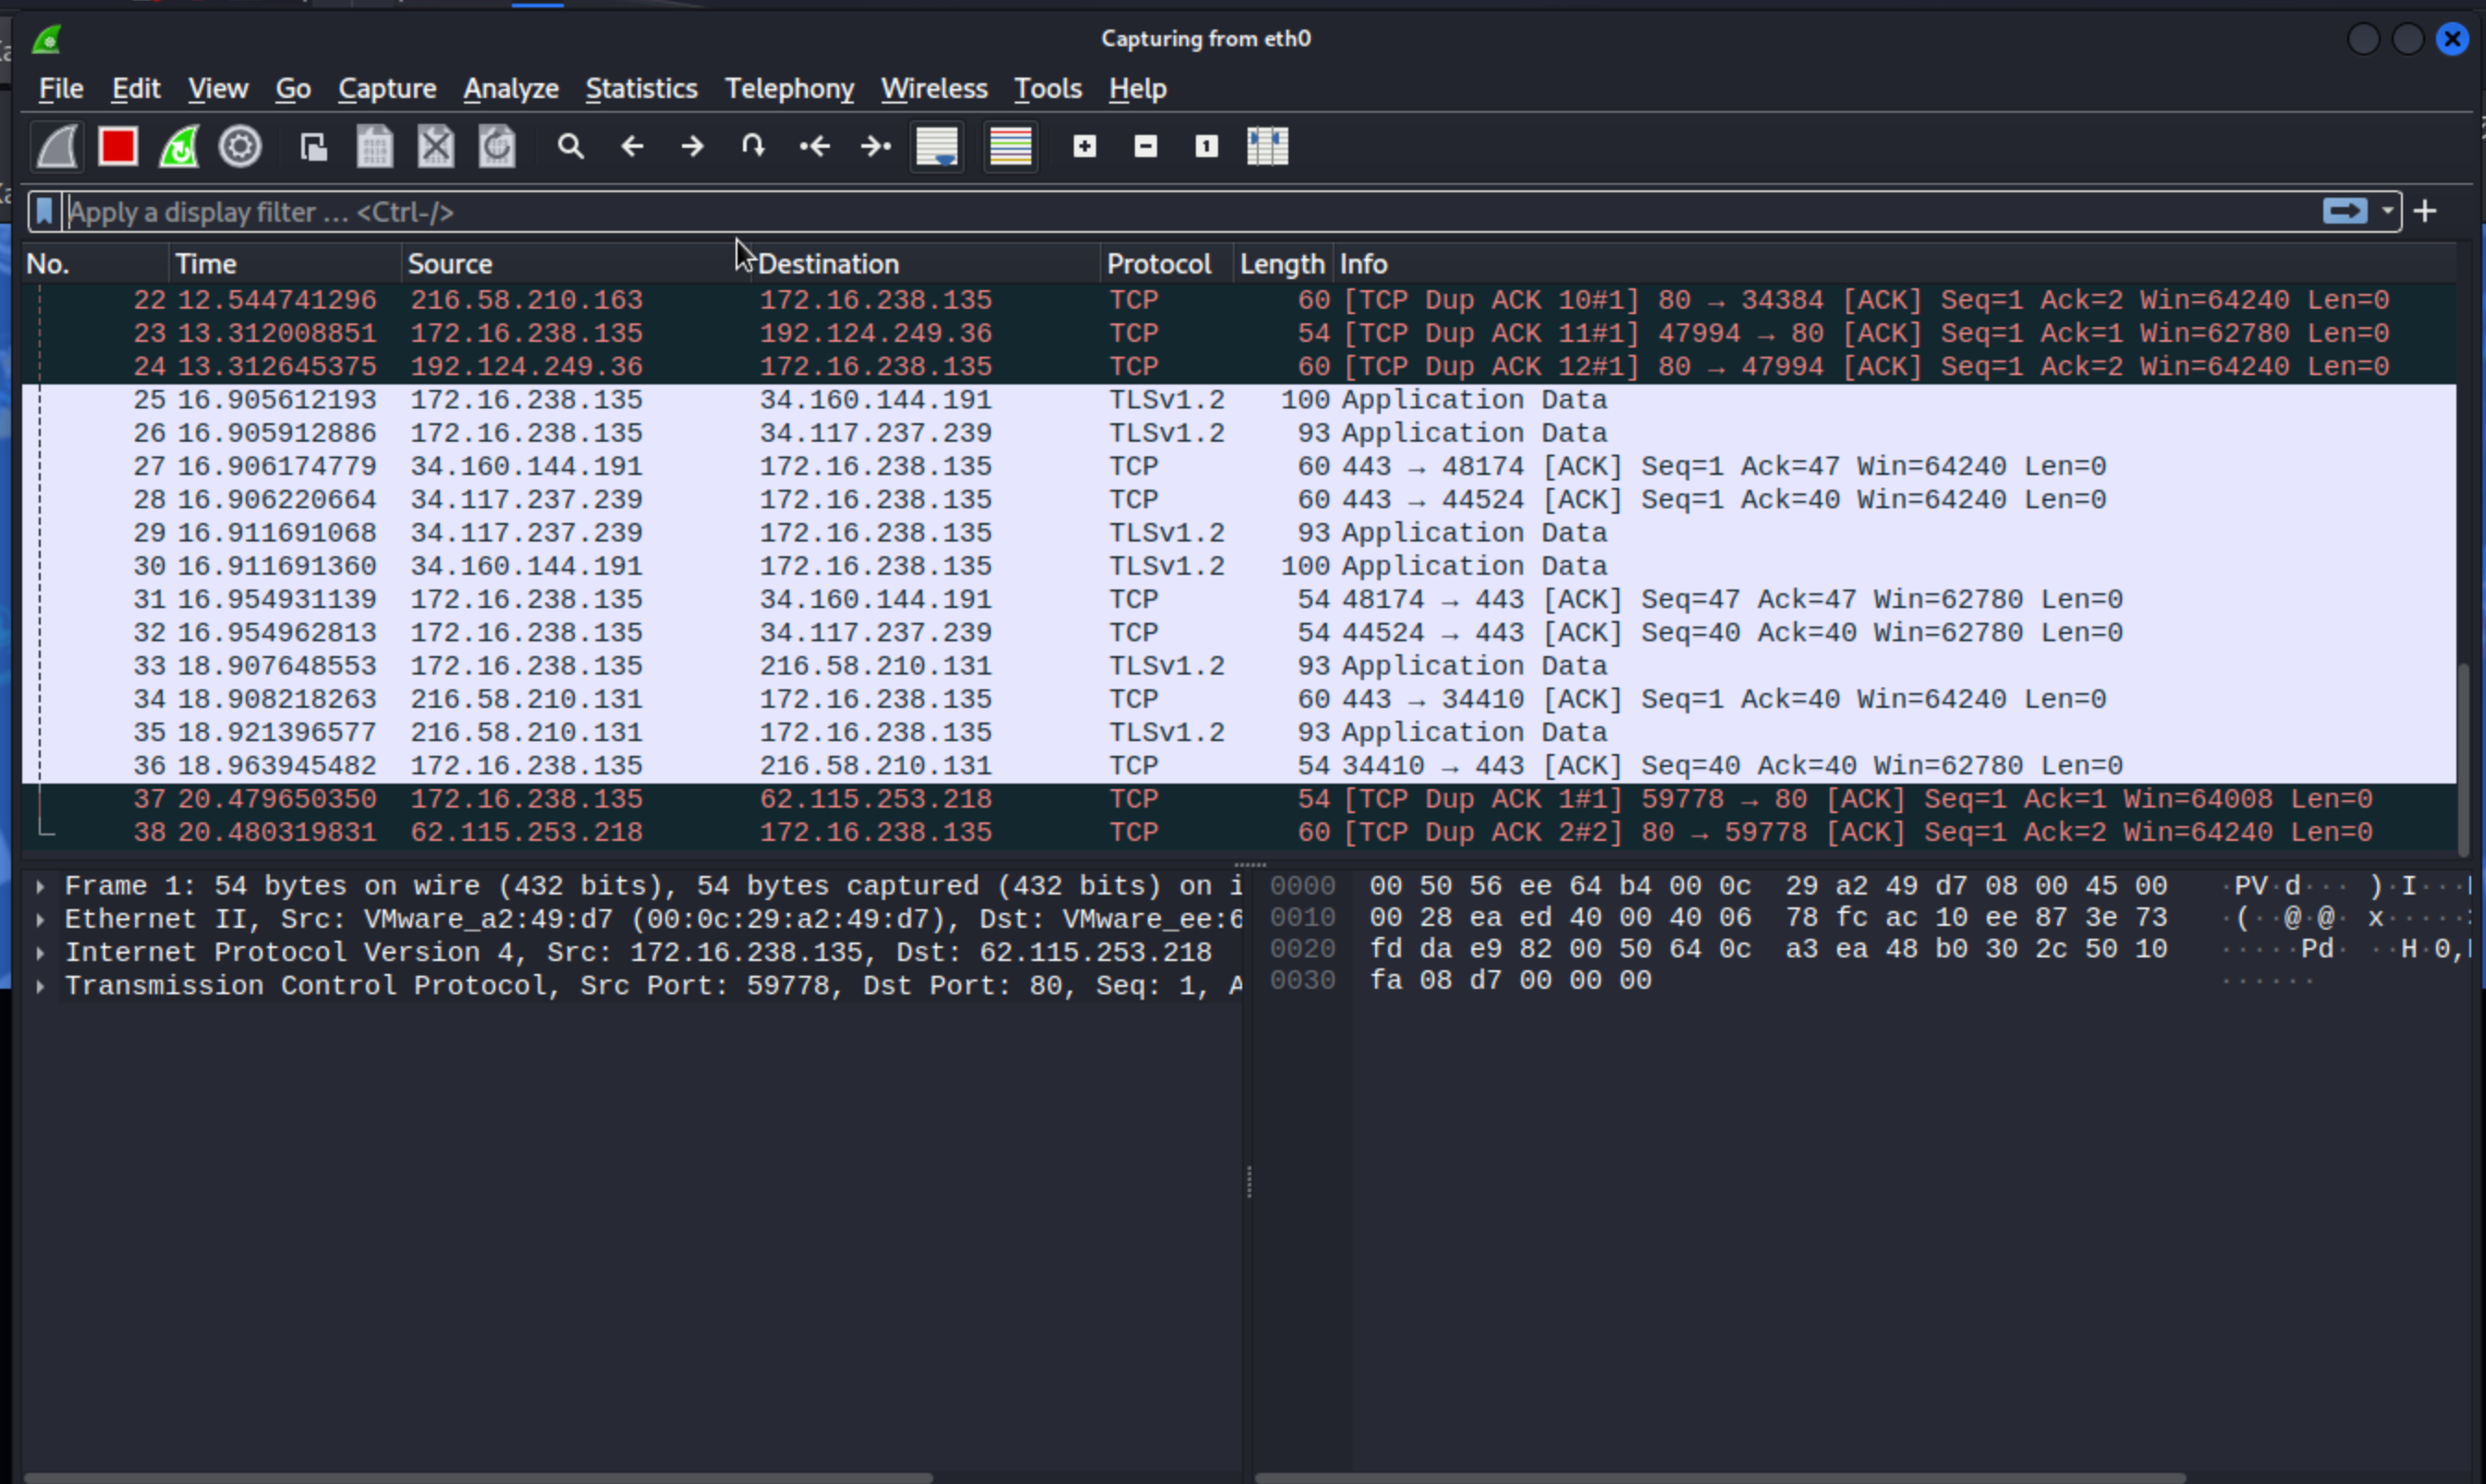 Capturing from eth0
File Edit View Go Capture Analyze Statistics Telephony Wireless Tools Help
Apply a display filter ... <Ctrl-/>
No. Time Source Destination Protocol Length Info
22 12.544741296 216.58.210.163 172.16.238.135 TCP 60 [TCP Dup ACK 10#1] 80 → 34384 [ACK] Seq=1 Ack=2 Win=64240 Len=0
23 13.312008851 172.16.238.135 192.124.249.36 TCP 54 [TCP Dup ACK 11#1] 47994 → 80 [ACK] Seq=1 Ack=1 Win=62780 Len=0
24 13.312645375 192.124.249.36 172.16.238.135 TCP 60 [TCP Dup ACK 12#1] 80 → 47994 [ACK] Seq=1 Ack=2 Win=64240 Len=0
25 16.905612193 172.16.238.135 34.160.144.191 TLSv1.2 100 Application Data
26 16.905912886 172.16.238.135 34.117.237.239 TLSv1.2 93 Application Data
27 16.906174779 34.160.144.191 172.16.238.135 TCP 60 443 → 48174 [ACK] Seq=1 Ack=47 Win=64240 Len=0
28 16.906220664 34.117.237.239 172.16.238.135 TCP 60 443 → 44524 [ACK] Seq=1 Ack=40 Win=64240 Len=0
29 16.911691068 34.117.237.239 172.16.238.135 TLSv1.2 93 Application Data
30 16.911691360 34.160.144.191 172.16.238.135 TLSv1.2 100 Application Data
31 16.954931139 172.16.238.135 34.160.144.191 TCP 54 48174 → 443 [ACK] Seq=47 Ack=47 Win=62780 Len=0
32 16.954962813 172.16.238.135 34.117.237.239 TCP 54 44524 → 443 [ACK] Seq=40 Ack=40 Win=62780 Len=0
33 18.907648553 172.16.238.135 216.58.210.131 TLSv1.2 93 Application Data
34 18.908218263 216.58.210.131 172.16.238.135 TCP 60 443 → 34410 [ACK] Seq=1 Ack=40 Win=64240 Len=0
35 18.921396577 216.58.210.131 172.16.238.135 TLSv1.2 93 Application Data
36 18.963945482 172.16.238.135 216.58.210.131 TCP 54 34410 → 443 [ACK] Seq=40 Ack=40 Win=62780 Len=0
37 20.479650350 172.16.238.135 62.115.253.218 TCP 54 [TCP Dup ACK 1#1] 59778 → 80 [ACK] Seq=1 Ack=1 Win=64008 Len=0
38 20.480319831 62.115.253.218 172.16.238.135 TCP 60 [TCP Dup ACK 2#2] 80 → 59778 [ACK] Seq=1 Ack=2 Win=64240 Len=0
Frame 1: 54 bytes on wire (432 bits), 54 bytes captured (432 bits) on i
Ethernet II, Src: VMware_a2:49:d7 (00:0c:29:a2:49:d7), Dst: VMware_ee:6
Internet Protocol Version 4, Src: 172.16.238.135, Dst: 62.115.253.218
Transmission Control Protocol, Src Port: 59778, Dst Port: 80, Seq: 1, A
0000 00 50 56 ee 64 b4 00 0c 29 a2 49 d7 08 00 45 00 ·PV·d··· )·I···
0010 00 28 ea ed 40 00 40 06 78 fc ac 10 ee 87 3e 73 ·(··@·@· x·····
0020 fd da e9 82 00 50 64 0c a3 ea 48 b0 30 2c 50 10 ·····Pd· ··H·0,
0030 fa 08 d7 00 00 00 ······